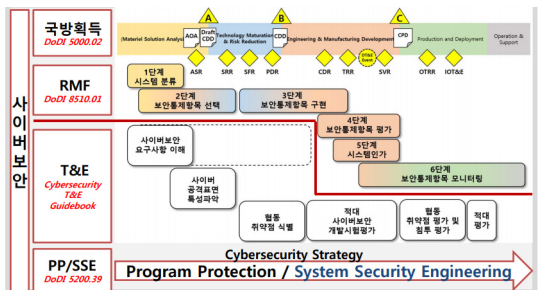 국방획득
DoDI 5000.02
A
B
C
(Materiel Solution Analysis
AOA
Draft
CDD
Technology Maturation
& Risk Reduction
CDD
Engineering & Manufacturing Development
CPD
Production and Deployment
Operation &
Support
ASR
SRR
SFR
PDR
CDR
TRR
OT&E
Event
SVR
OTRR
IOT&E
사이버보안
RMF
DoDI 8510.01
1단계
시스템 분류
2단계
보안통제항목 선택
3단계
보안통제항목 구현
4단계
보안통제항목 평가
5단계
시스템인가
6단계
보안통제항목 모니터링
T&E
Cybersecurity
T&E
Guidebook
사이버보안
요구사항 이해
사이버
공격표면
특성파악
협동
취약점 식별
적대
사이버보안
개발시험평가
협동
취약점 평가 및
침투 평가
적대
평가
PP/SSE
DoDI 5200.39
Cybersecurity Strategy
Program Protection / System Security Engineering